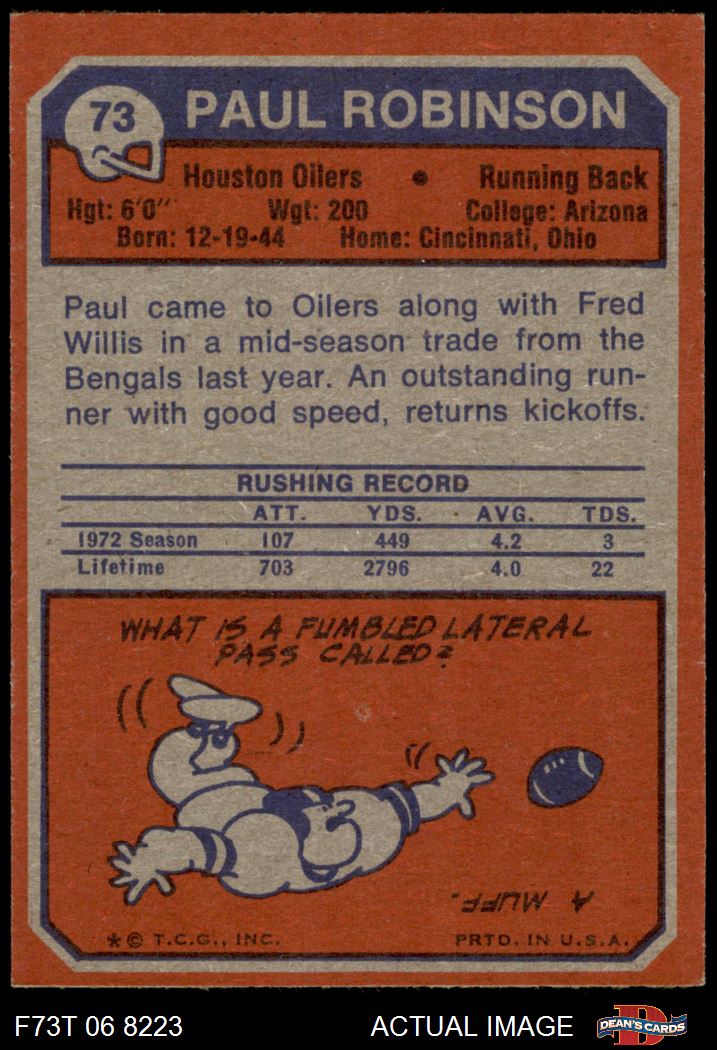 73 PAUL ROBINSON
Houston Oilers • Running Back
Hgt: 6'0" Wgt: 200 College: Arizona
Born: 12-19-44 Home: Cincinnati, Ohio
Paul came to Oilers along with Fred
Willis in a mid-season trade from the
Bengals last year. An outstanding run-
ner with good speed, returns kickoffs.
RUSHING RECORD
ATT. YDS. AVG. TDS.
1972 Season 107 449 4.2 3
Lifetime 703 2796 4.0 22
WHAT IS A FUMBLED LATERAL
PASS CALLED?
A MUFF.
* © T.C.G., INC. PRTD. IN U.S.A.
F73T 06 8223 ACTUAL IMAGE D DEAN'S CARDS